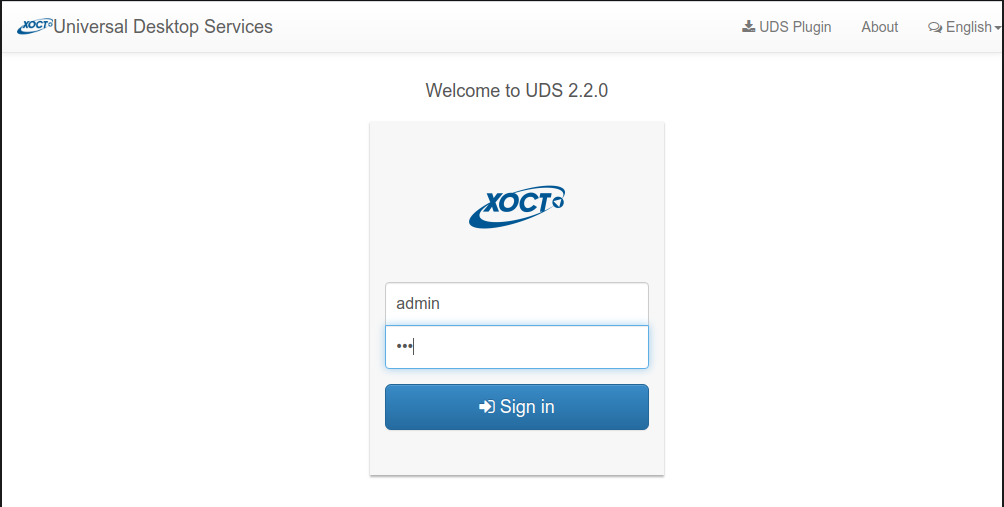 XOCT Universal Desktop Services
UDS Plugin About English
Welcome to UDS 2.2.0
XOCT
admin
•••
Sign in